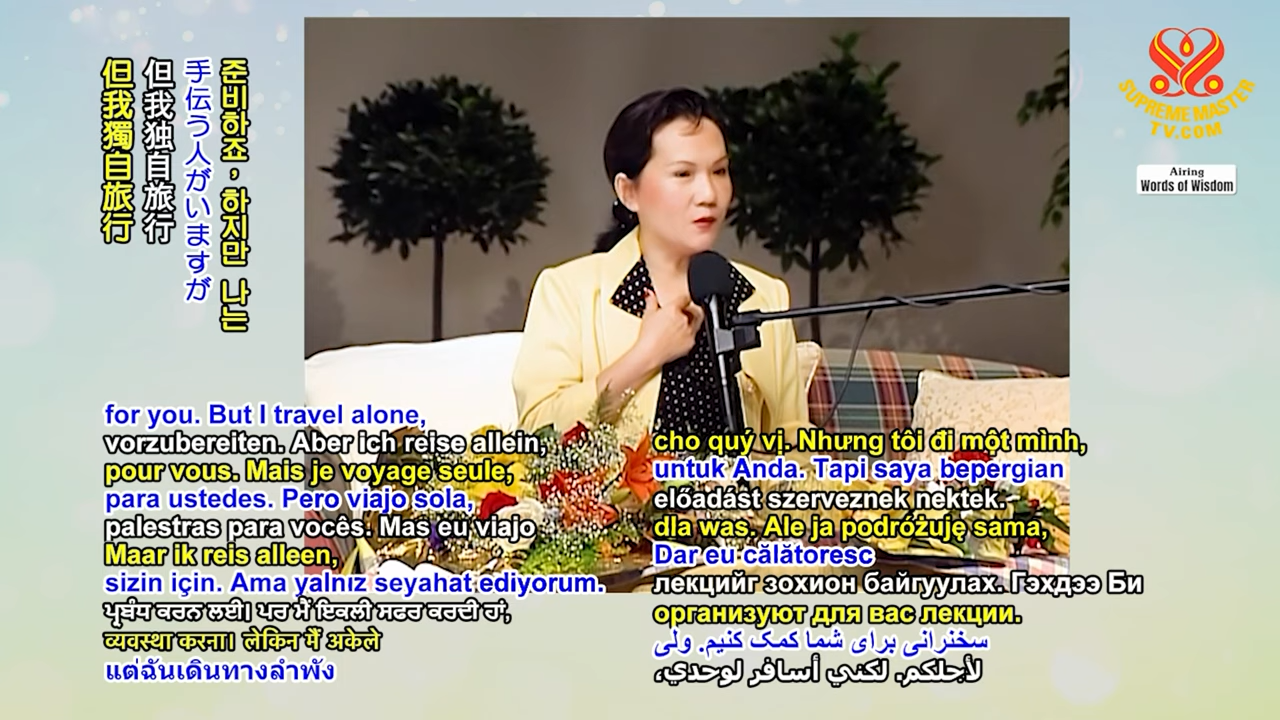 準비하죠, 하지만 나는
手伝う人がいますが
但我独自旅行
但我獨自旅行
SUPREME MASTER
TV.COM
Airing
Words of Wisdom
for you. But I travel alone,
vorzubereiten. Aber ich reise allein,
pour vous. Mais je voyage seule,
para ustedes. Pero viajo sola,
palestras para vocês. Mas eu viajo
Maar ik reis alleen,
sizin için. Ama yalnız seyahat ediyorum.
ਪ੍ਰਬੰਧ ਕਰਨ ਲਈ। ਪਰ ਮੈਂ ਇਕਲੀ ਸਫਰ ਕਰਦੀ ਹਾਂ,
व्यवस्था करना। लेकिन मैं अकेले
แต่ฉันเดินทางลำพัง
cho quý vị. Nhưng tôi đi một mình,
untuk Anda. Tapi saya bepergian
előadást szerveznek nektek.
dla was. Ale ja podróżuję sama,
Dar eu călătoresc
лекцийг зохион байгуулах. Гэхдээ Би
организуют для вас лекции.
سخنرانی برای شما کمک کنیم. ولی
لأجلكم. لكني أسافر لوحدي،